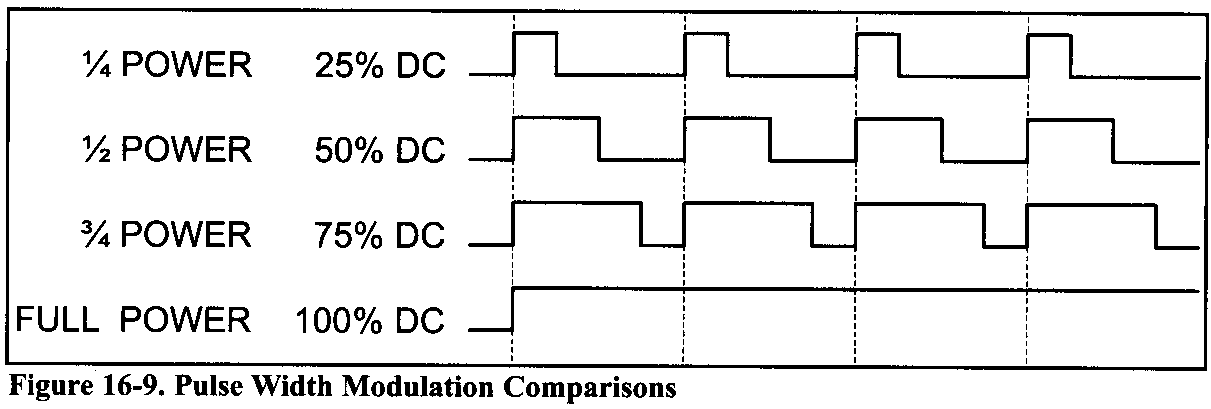 ¼ POWER 25% DC
½ POWER 50% DC
¾ POWER 75% DC
FULL POWER 100% DC
Figure 16-9. Pulse Width Modulation Comparisons